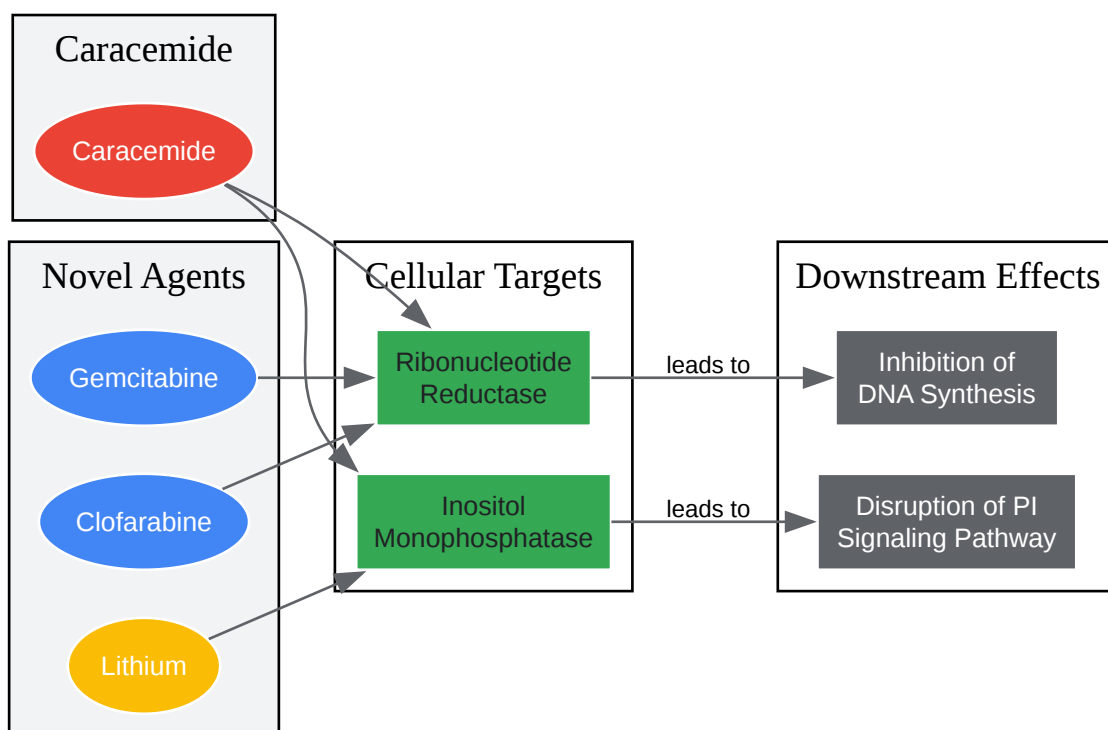 Caracemide
Caracemide
Novel Agents
Gemcitabine
Clofarabine
Lithium
Cellular Targets
Ribonucleotide
Reductase
Inositol
Monophosphatase
leads to
leads to
Downstream Effects
Inhibition of
DNA Synthesis
Disruption of PI
Signaling Pathway